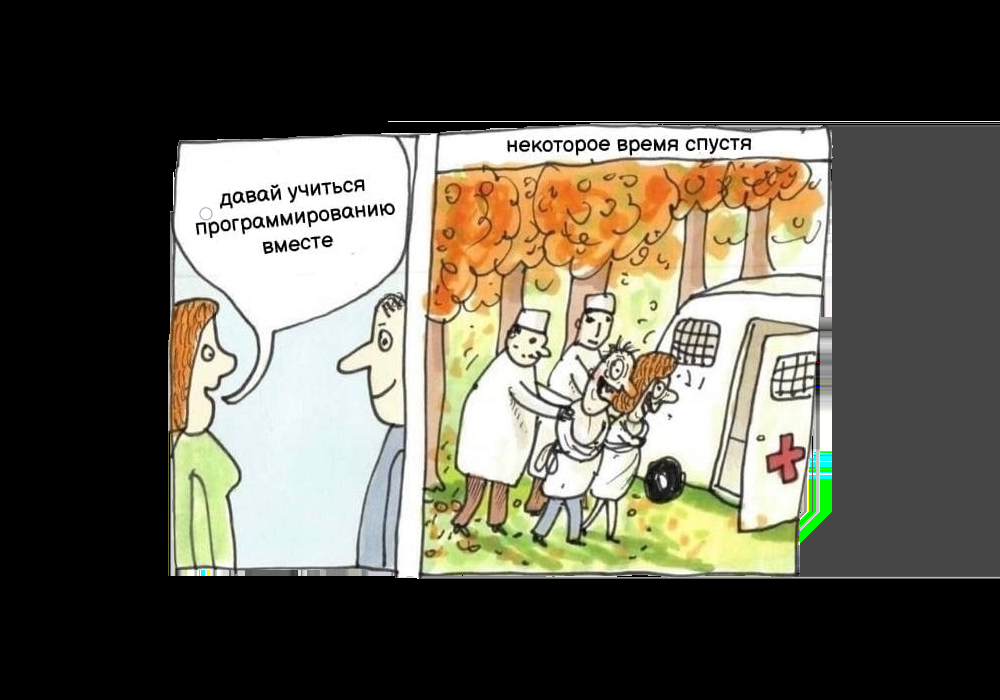 давай учиться
программированию
вместе
некоторое время спустя